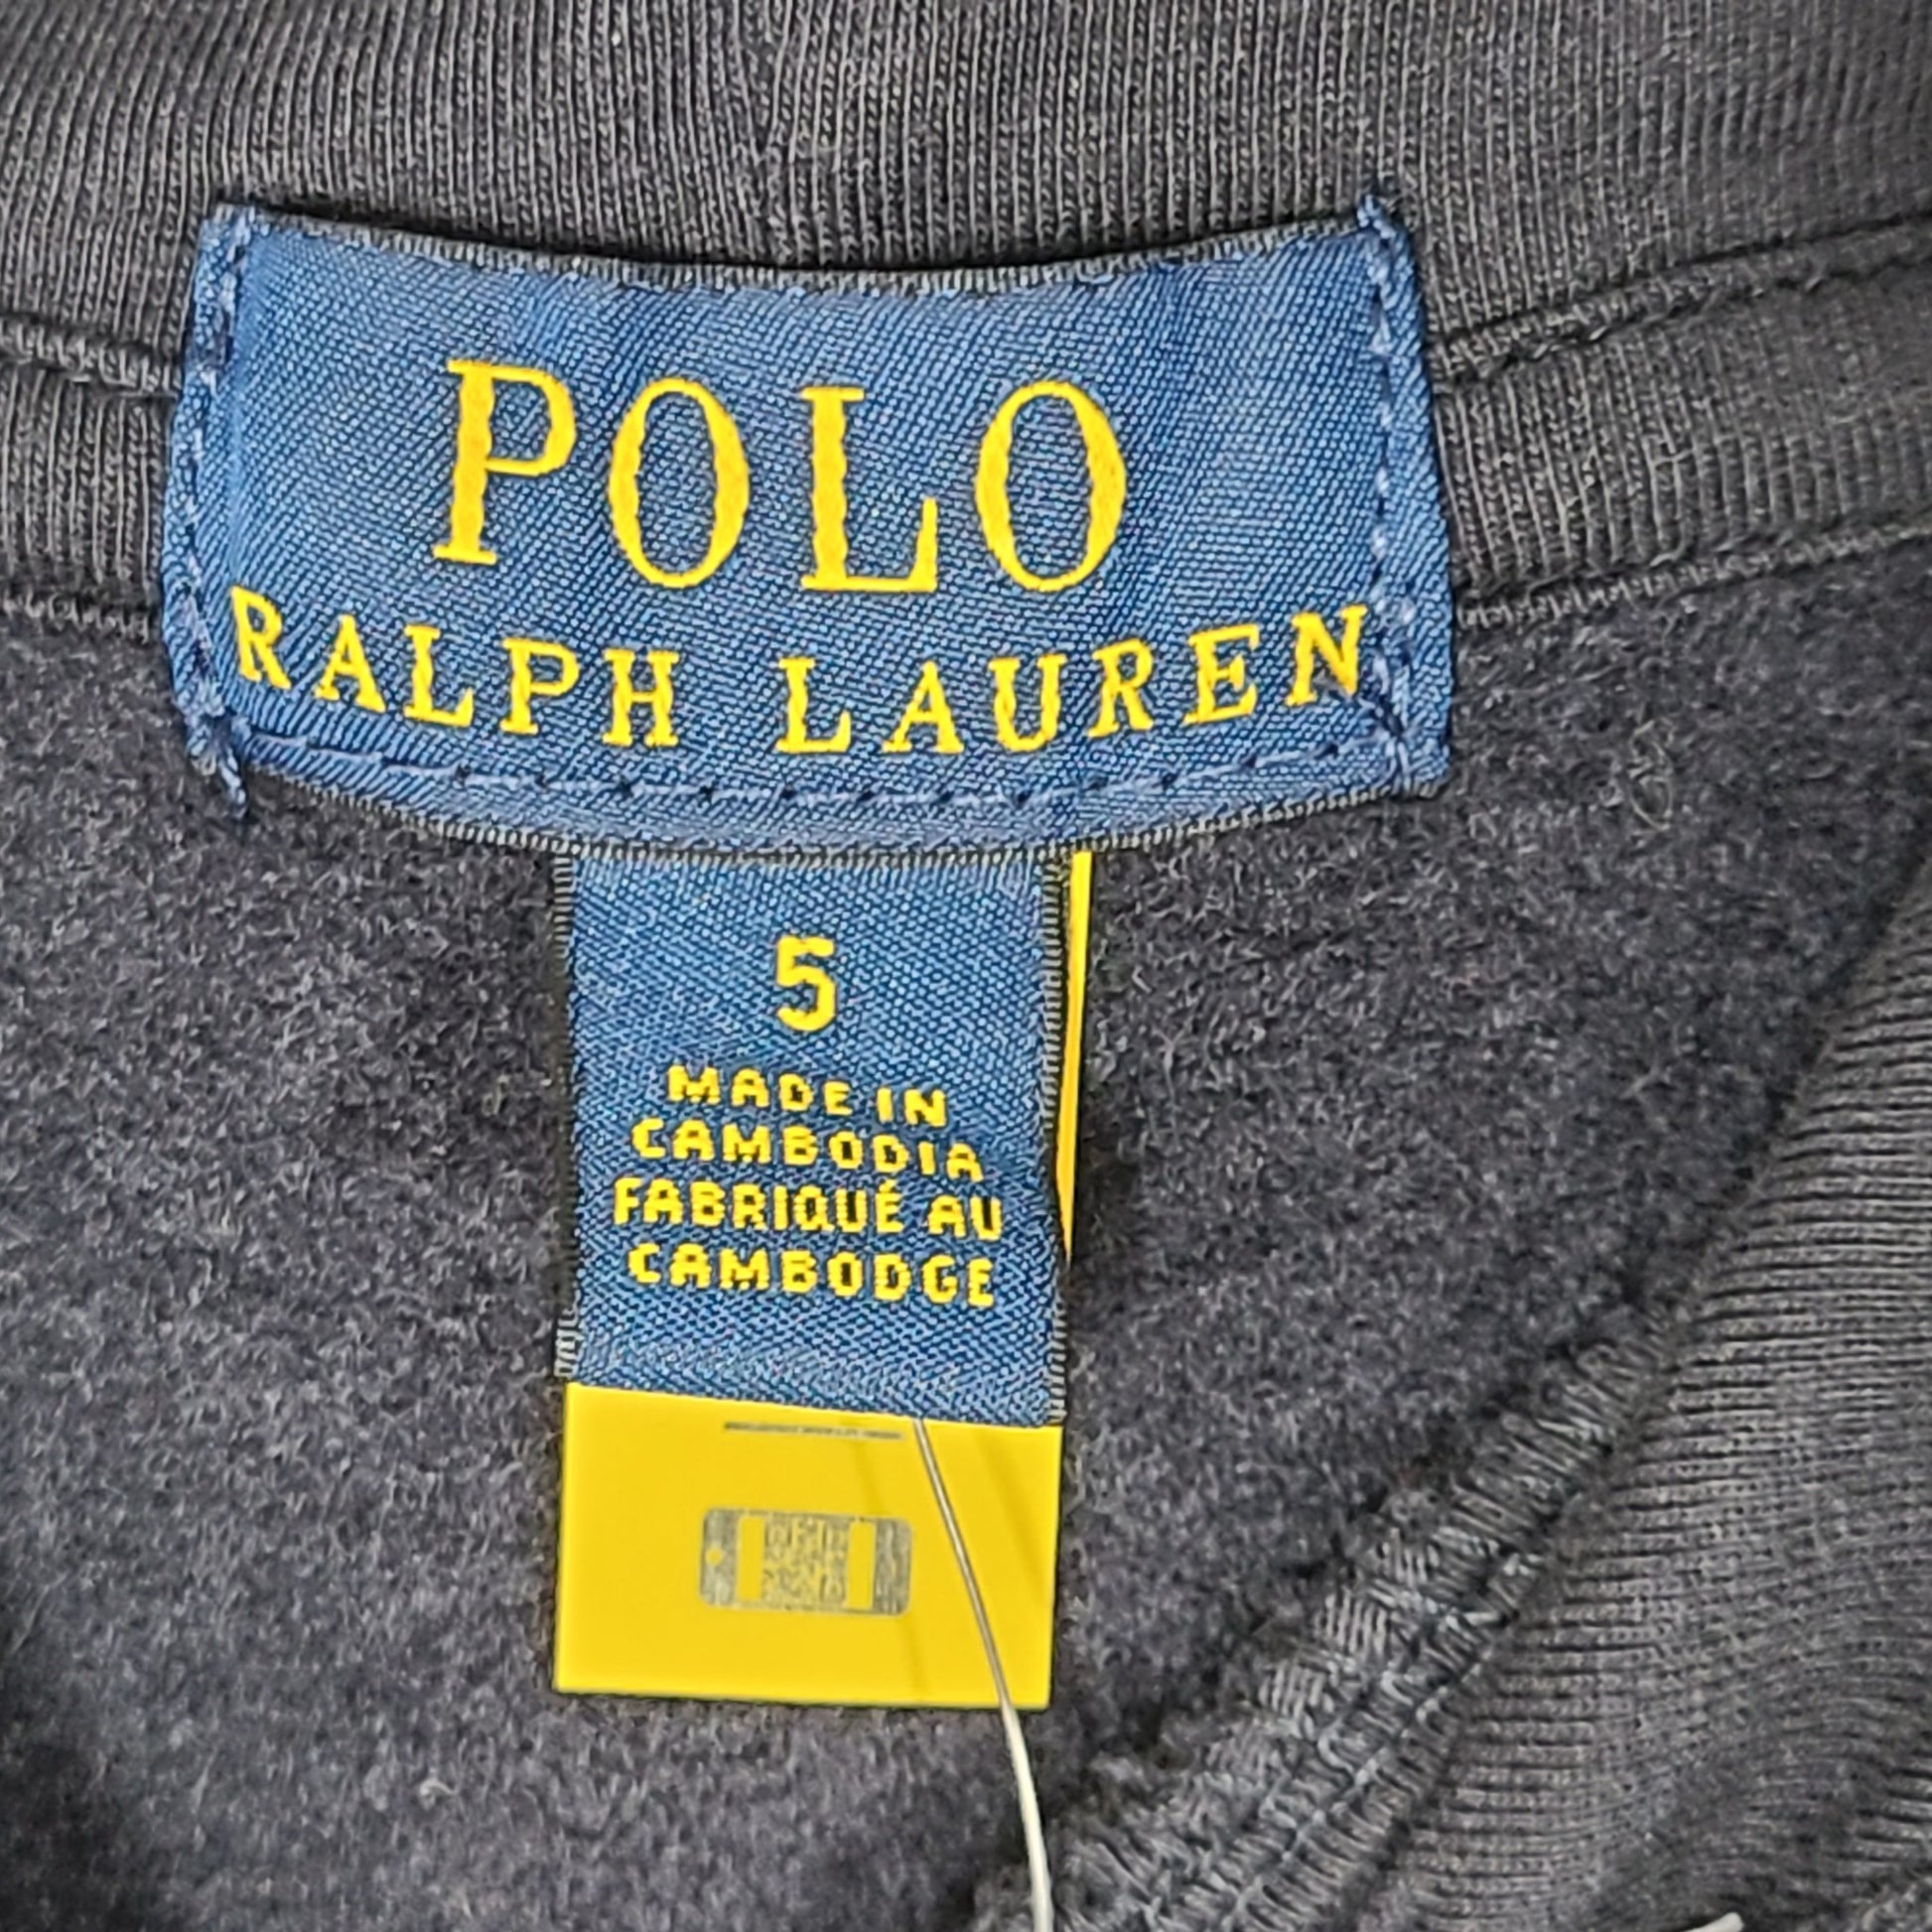 POLO
RALPH LAUREN
5
MADE IN
CAMBODIA
FABRIQUÉ AU
CAMBODGE